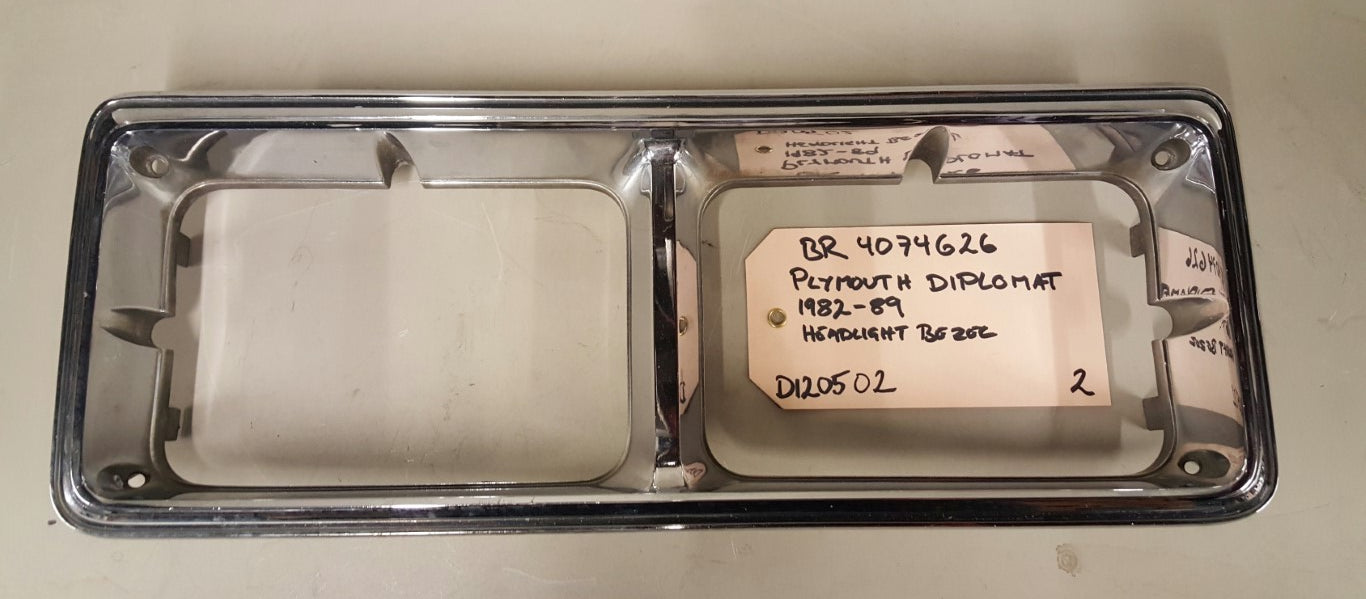 BR 4074626
PLYMOUTH DIPLOMAT
1982-89
HEADLIGHT BEZEL
D120502 2